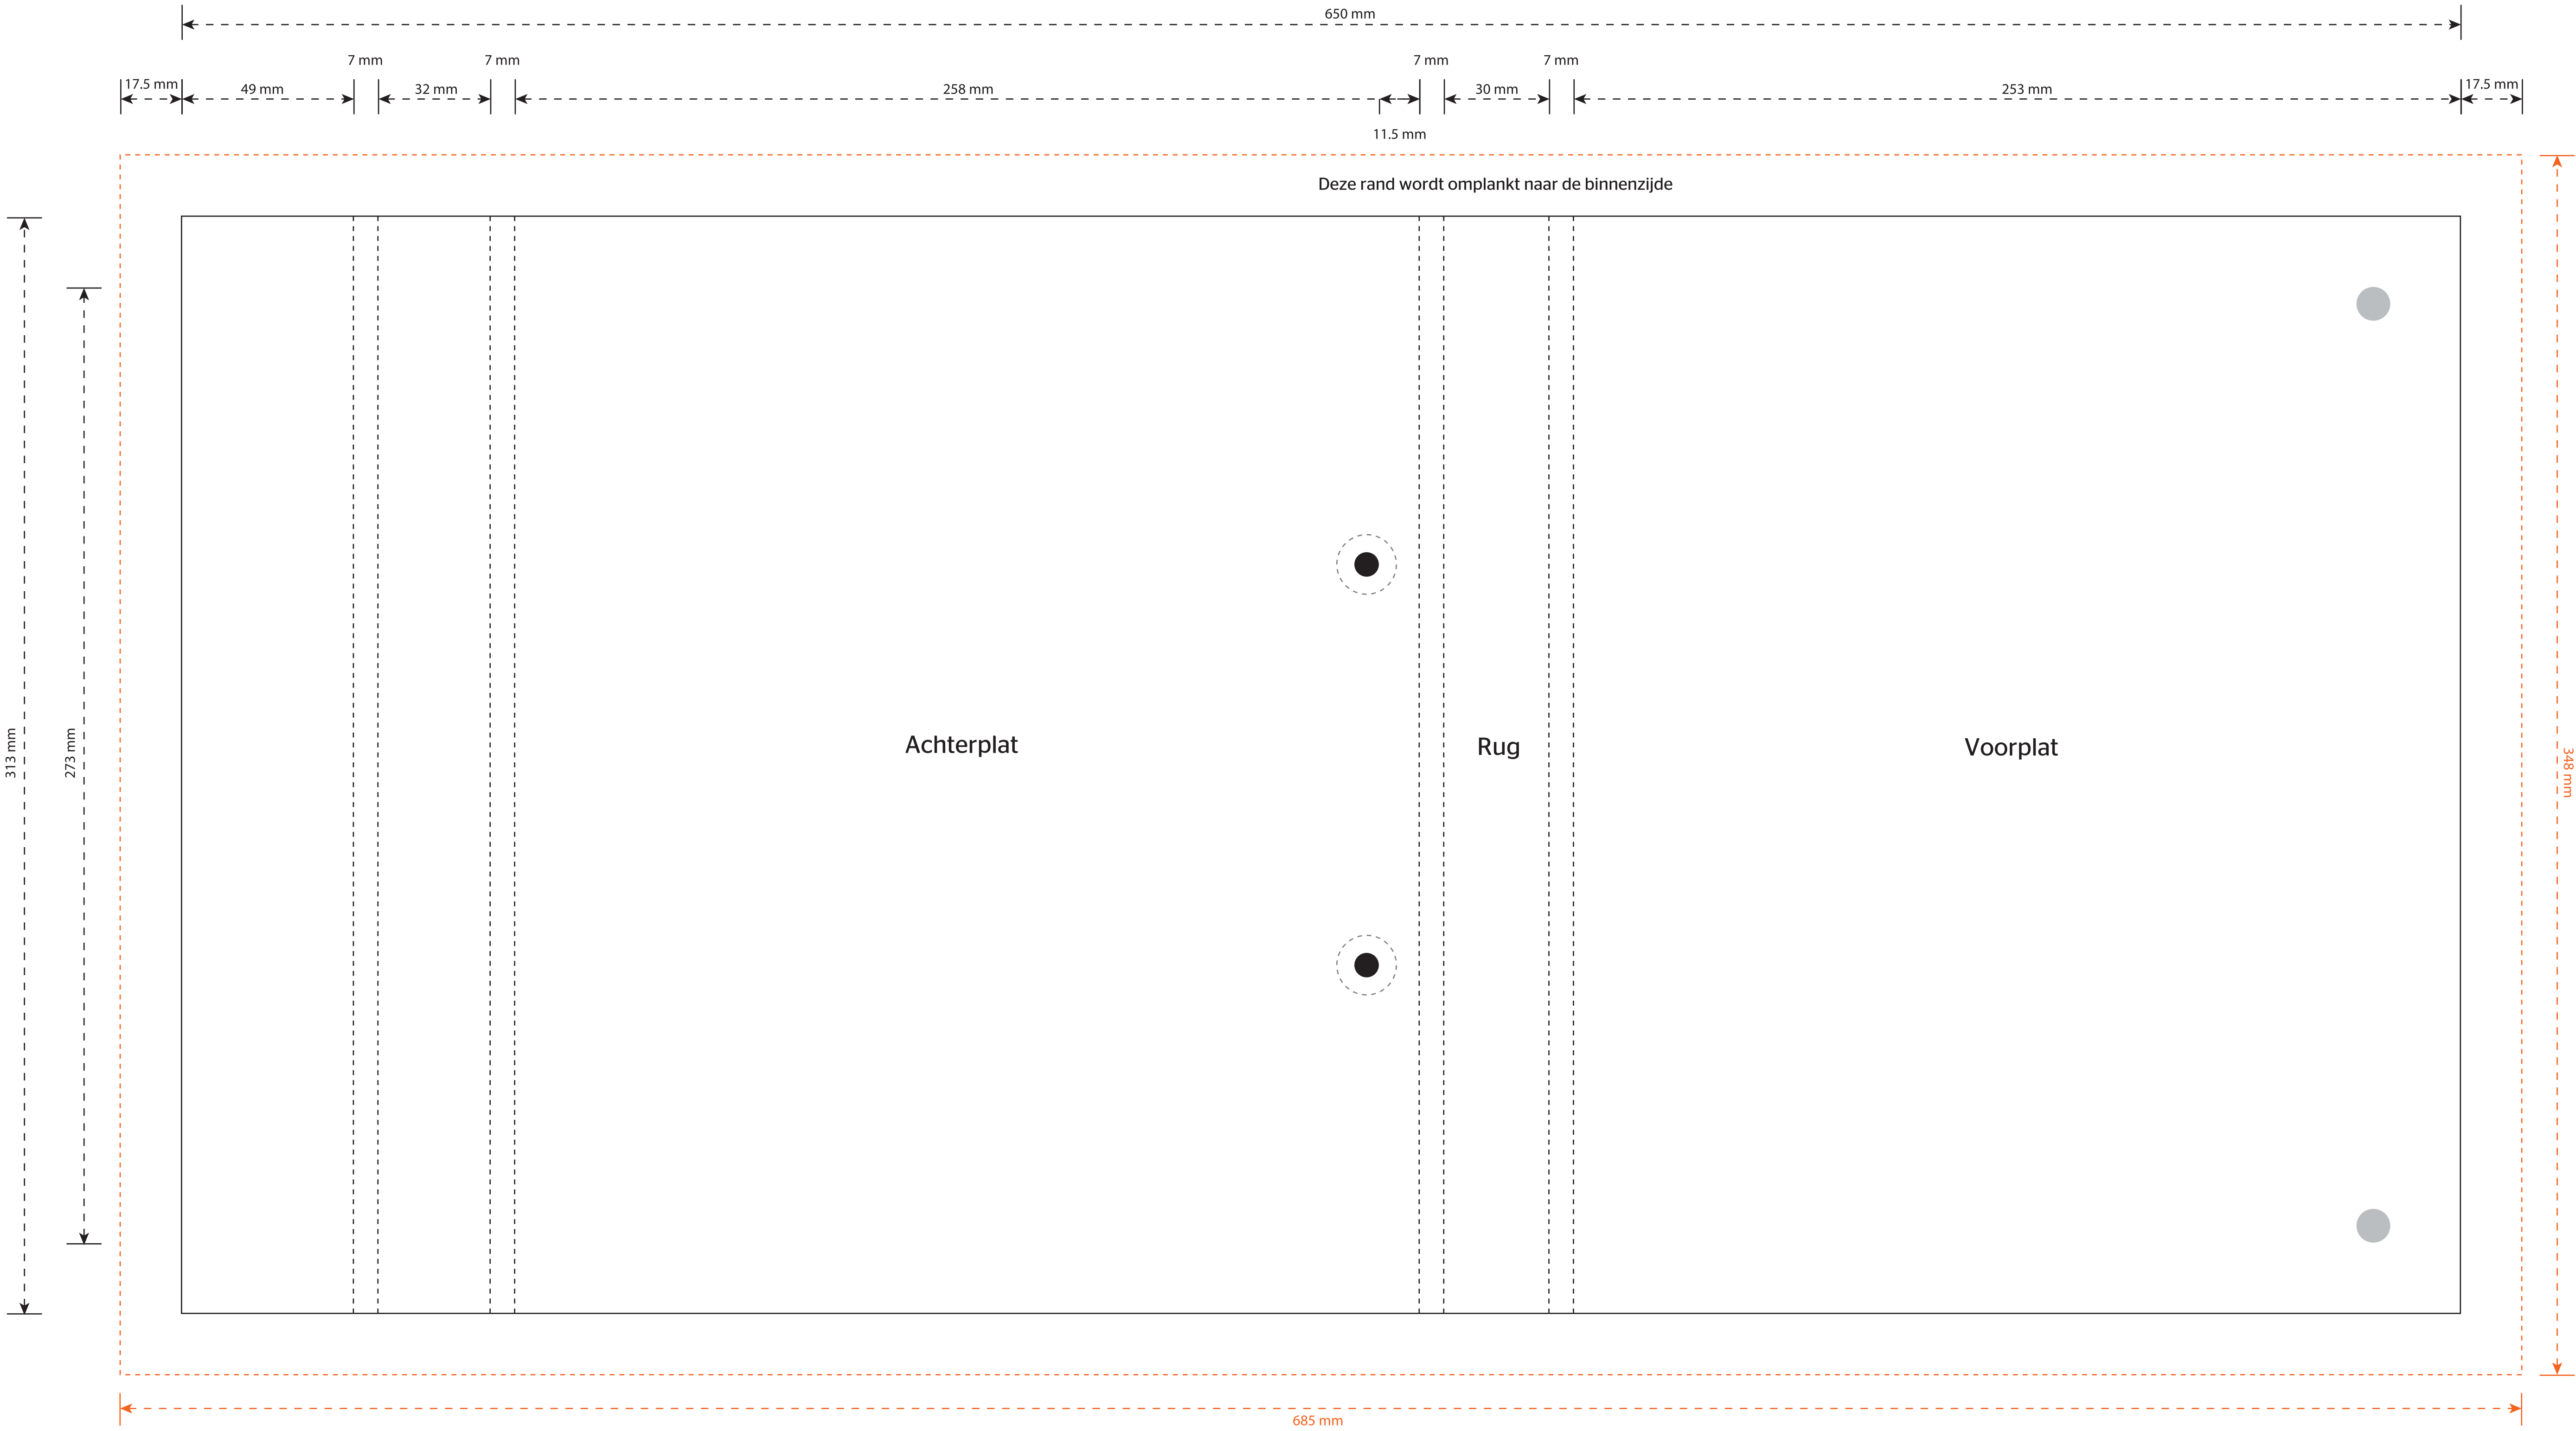 650 mm
7 mm
7 mm
7 mm
7 mm
17.5 mm
49 mm
32 mm
258 mm
30 mm
253 mm
17.5 mm
11.5 mm
Deze rand wordt omplankt naar de binnenzijde
313 mm
273 mm
Achterplat
Rug
Voorplat
348 mm
685 mm